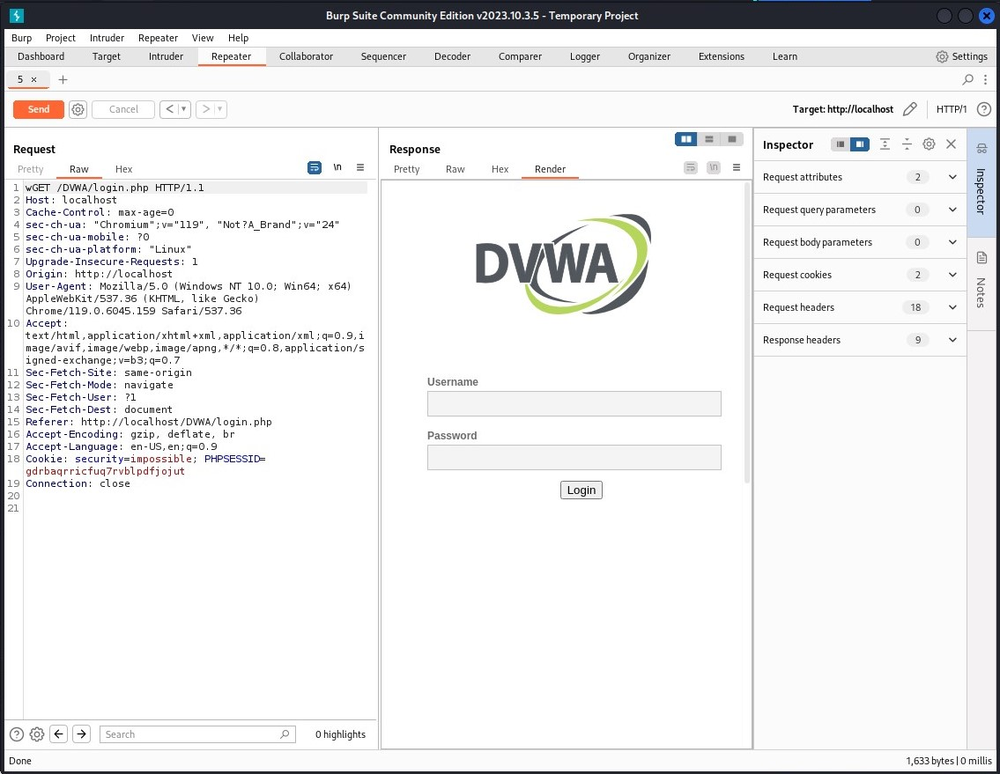 Burp Suite Community Edition v2023.10.3.5 - Temporary Project
Burp Project Intruder Repeater View Help
Dashboard Target Intruder Repeater Collaborator Sequencer Decoder Comparer Logger Organizer Extensions Learn Settings
5 × +
Send Cancel < > Target: http://localhost HTTP/1 ?
Request
Pretty Raw Hex \n
1 wGET /DVWA/login.php HTTP/1.1
2 Host: localhost
3 Cache-Control: max-age=0
4 sec-ch-ua: "Chromium";v="119", "Not?A_Brand";v="24"
5 sec-ch-ua-mobile: ?0
6 sec-ch-ua-platform: "Linux"
7 Upgrade-Insecure-Requests: 1
8 Origin: http://localhost
9 User-Agent: Mozilla/5.0 (Windows NT 10.0; Win64; x64)
AppleWebKit/537.36 (KHTML, like Gecko)
Chrome/119.0.6045.159 Safari/537.36
10 Accept:
text/html,application/xhtml+xml,application/xml;q=0.9,i
mage/avif,image/webp,image/apng,*/*;q=0.8,application/s
igned-exchange;v=b3;q=0.7
11 Sec-Fetch-Site: same-origin
12 Sec-Fetch-Mode: navigate
13 Sec-Fetch-User: ?1
14 Sec-Fetch-Dest: document
15 Referer: http://localhost/DVWA/login.php
16 Accept-Encoding: gzip, deflate, br
17 Accept-Language: en-US,en;q=0.9
18 Cookie: security=impossible; PHPSESSID=
gdrbaqrricfuq7rvblpdfjojut
19 Connection: close
20
21
? Search 0 highlights
Response
Pretty Raw Hex Render \n
DVWA
Username
Password
Login
Inspector
Request attributes 2
Request query parameters 0
Request body parameters 0
Request cookies 2
Request headers 18
Response headers 9
Inspector
Notes
Done 1,633 bytes | 0 millis